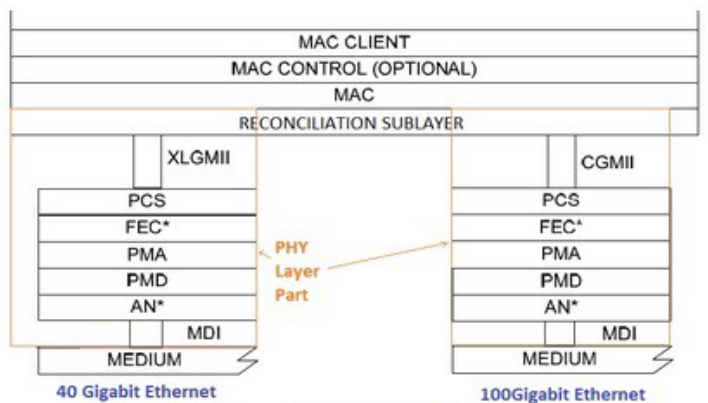 MAC CLIENT
MAC CONTROL (OPTIONAL)
MAC
RECONCILIATION SUBLAYER
XLGMII
PCS
FEC*
PMA
PMD
AN*
MDI
MEDIUM
40 Gigabit Ethernet
PHY
Layer
Part
CGMII
PCS
FEC*
PMA
PMD
AN*
MDI
MEDIUM
100Gigabit Ethernet